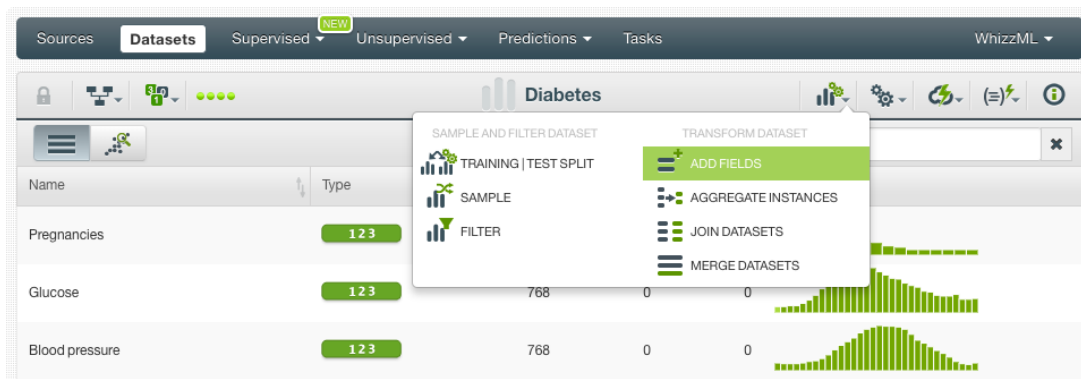 NEW
Sources Datasets Supervised Unsupervised Predictions Tasks WhizzML
Diabetes
SAMPLE AND FILTER DATASET TRANSFORM DATASET
TRAINING | TEST SPLIT ADD FIELDS
SAMPLE AGGREGATE INSTANCES
FILTER JOIN DATASETS
MERGE DATASETS
Name Type
Pregnancies 123
Glucose 123 768 0 0
Blood pressure 123 768 0 0